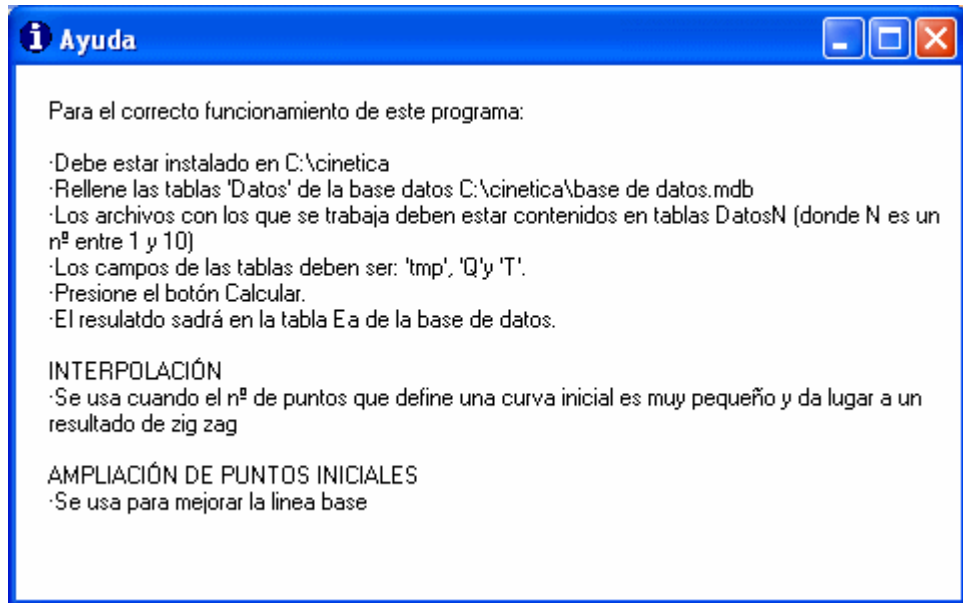 Ayuda
Para el correcto funcionamiento de este programa:
·Debe estar instalado en C:\cinetica
·Rellene las tablas 'Datos' de la base datos C:\cinetica\base de datos.mdb
·Los archivos con los que se trabaja deben estar contenidos en tablas DatosN (donde N es un
nº entre 1 y 10)
·Los campos de las tablas deben ser: 'tmp', 'Q'y 'T'.
·Presione el botón Calcular.
·El resulatdo sadrá en la tabla Ea de la base de datos.
INTERPOLACIÓN
·Se usa cuando el nº de puntos que define una curva inicial es muy pequeño y da lugar a un
resultado de zig zag
AMPLIACIÓN DE PUNTOS INICIALES
·Se usa para mejorar la linea base